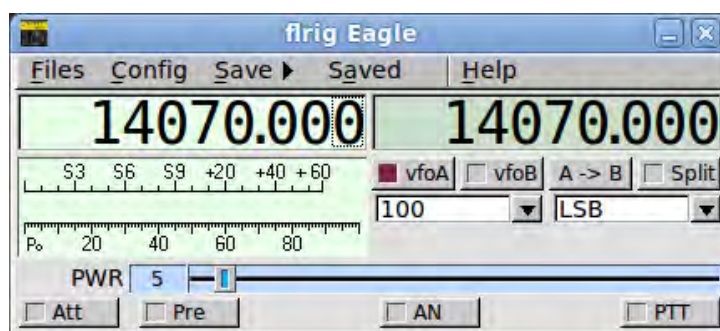 flrig Eagle
Files Config Save Saved Help
14070.000 14070.000
S3 S6 S9 +20 +40 +60
vfoA vfoB A -> B Split
100 LSB
Po 20 40 60 80
PWR 5
Att Pre AN PTT